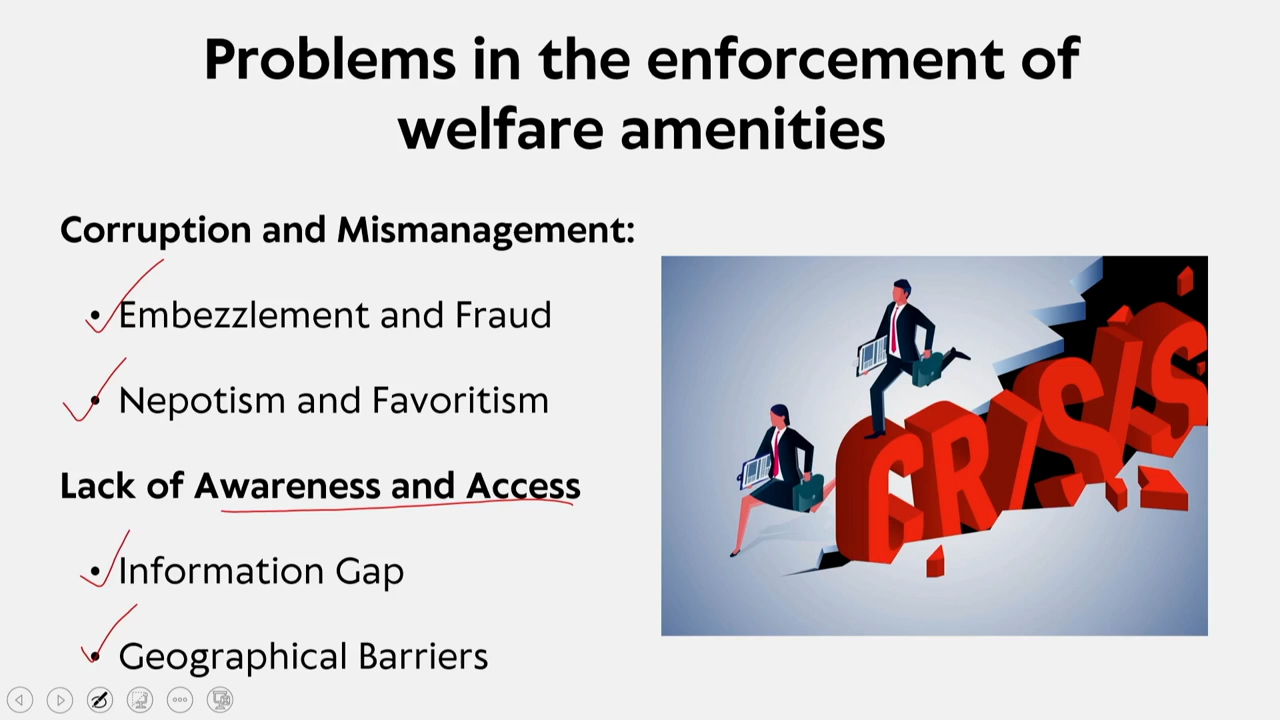 Problems in the enforcement of
welfare amenities
Corruption and Mismanagement:
• Embezzlement and Fraud
• Nepotism and Favoritism
Lack of Awareness and Access
• Information Gap
• Geographical Barriers
CRISIS